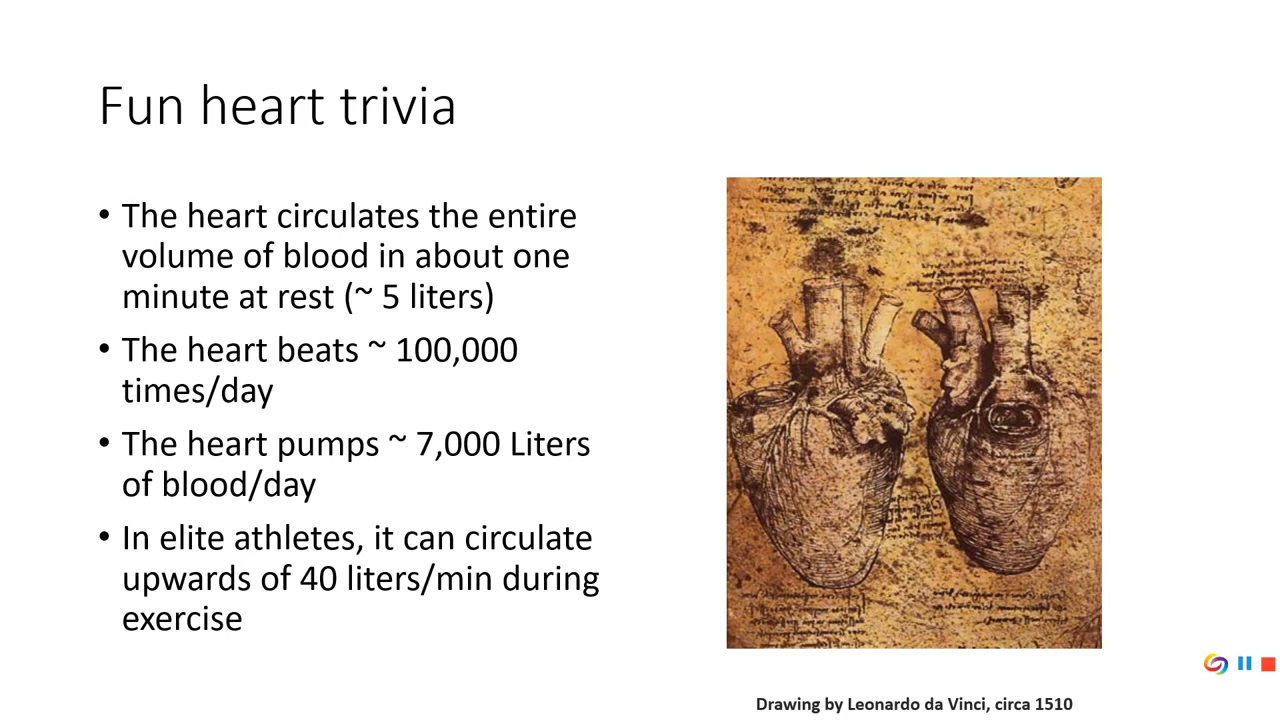 Fun heart trivia
• The heart circulates the entire
volume of blood in about one
minute at rest (~ 5 liters)
• The heart beats ~ 100,000
times/day
• The heart pumps ~ 7,000 Liters
of blood/day
• In elite athletes, it can circulate
upwards of 40 liters/min during
exercise
Drawing by Leonardo da Vinci, circa 1510